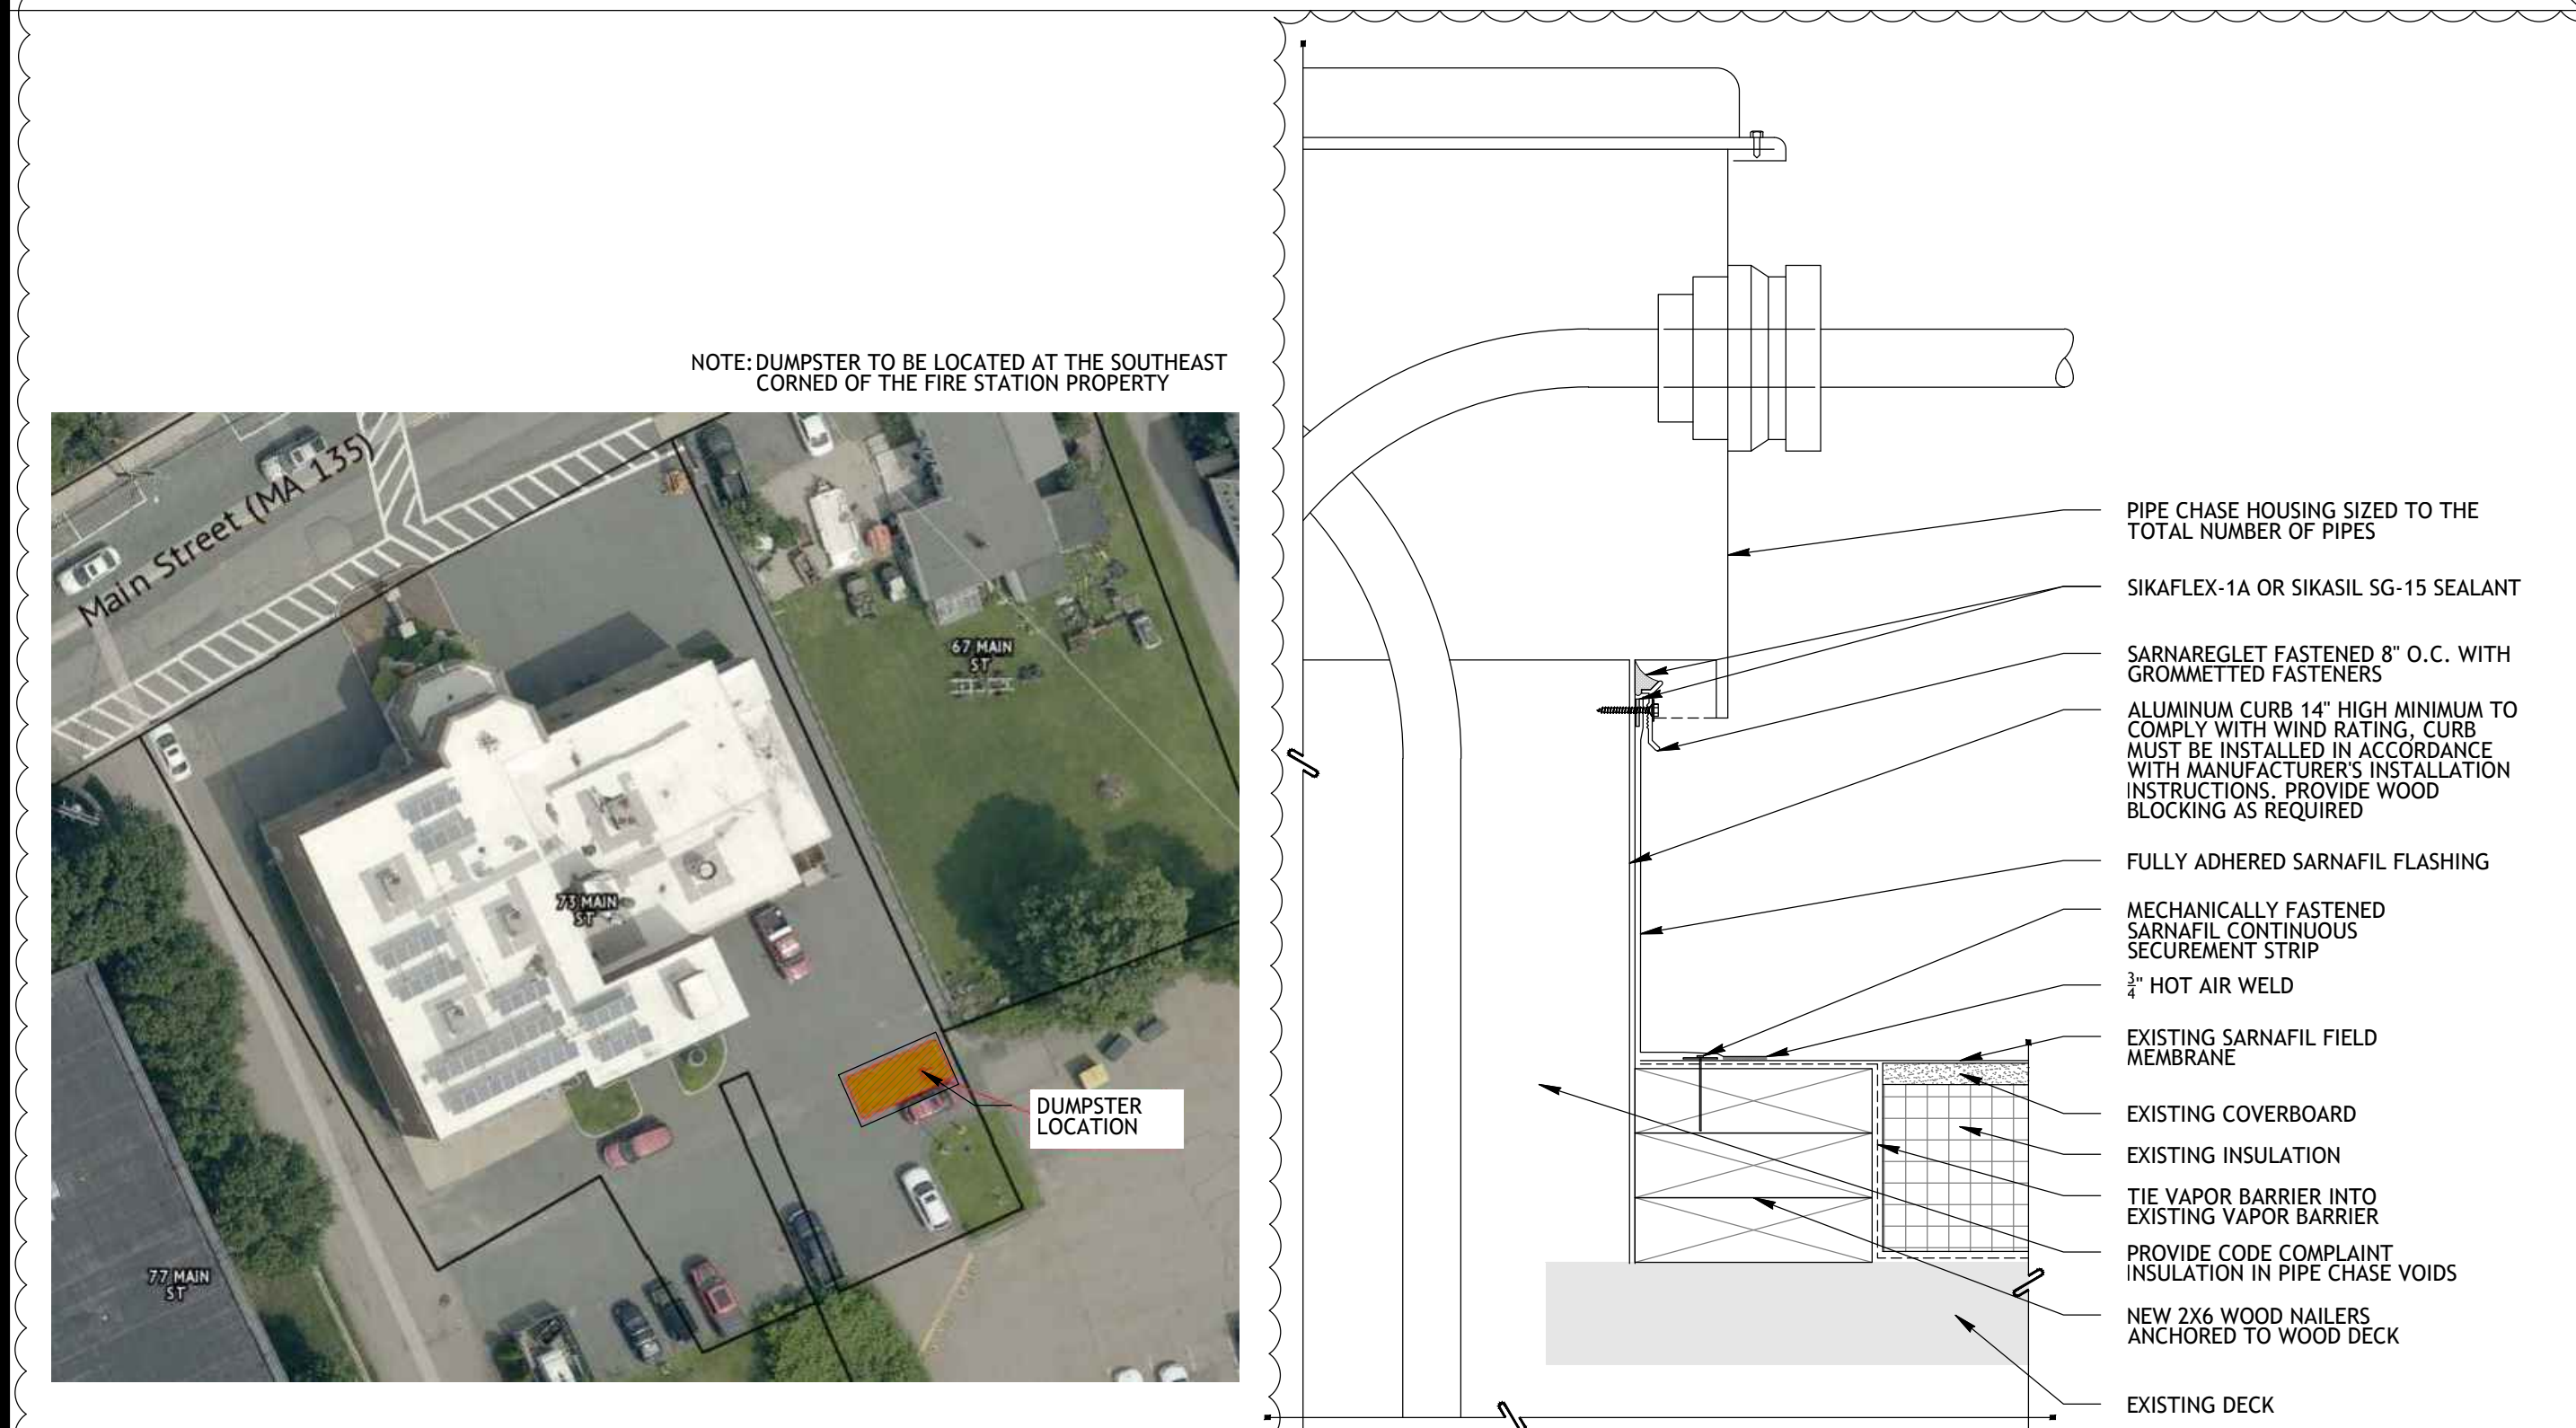 NOTE: DUMPSTER TO BE LOCATED AT THE SOUTHEAST
CORNED OF THE FIRE STATION PROPERTY
Main Street (MA 135)
67 MAIN
ST
73 MAIN
ST
77 MAIN
ST
DUMPSTER
LOCATION
PIPE CHASE HOUSING SIZED TO THE
TOTAL NUMBER OF PIPES
SIKAFLEX-1A OR SIKASIL SG-15 SEALANT
SARNAREGLET FASTENED 8" O.C. WITH
GROMMETTED FASTENERS
ALUMINUM CURB 14" HIGH MINIMUM TO
COMPLY WITH WIND RATING, CURB
MUST BE INSTALLED IN ACCORDANCE
WITH MANUFACTURER'S INSTALLATION
INSTRUCTIONS. PROVIDE WOOD
BLOCKING AS REQUIRED
FULLY ADHERED SARNAFIL FLASHING
MECHANICALLY FASTENED
SARNAFIL CONTINUOUS
SECUREMENT STRIP
3/4" HOT AIR WELD
EXISTING SARNAFIL FIELD
MEMBRANE
EXISTING COVERBOARD
EXISTING INSULATION
TIE VAPOR BARRIER INTO
EXISTING VAPOR BARRIER
PROVIDE CODE COMPLAINT
INSULATION IN PIPE CHASE VOIDS
NEW 2X6 WOOD NAILERS
ANCHORED TO WOOD DECK
EXISTING DECK